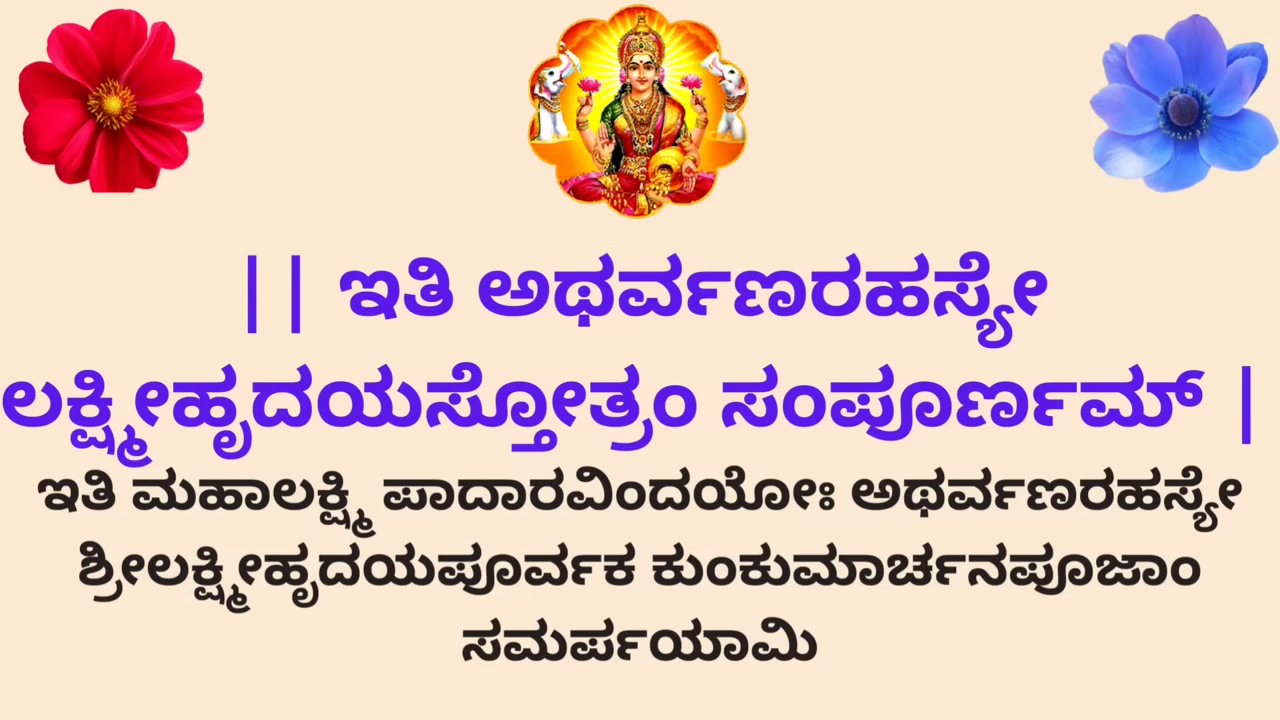 || ಇತಿ ಅಥರ್ವಣರಹಸ್ಯೇ
ಲಕ್ಷ್ಮೀಹೃದಯಸ್ತೋತ್ರಂ ಸಂಪೂರ್ಣಮ್ |
ಇತಿ ಮಹಾಲಕ್ಷ್ಮಿ ಪಾದಾರವಿಂದಯೋಃ ಅಥರ್ವಣರಹಸ್ಯೇ
ಶ್ರೀಲಕ್ಷ್ಮೀಹೃದಯಪೂರ್ವಕ ಕುಂಕುಮಾರ್ಚನಪೂಜಾಂ
ಸಮರ್ಪಯಾಮಿ